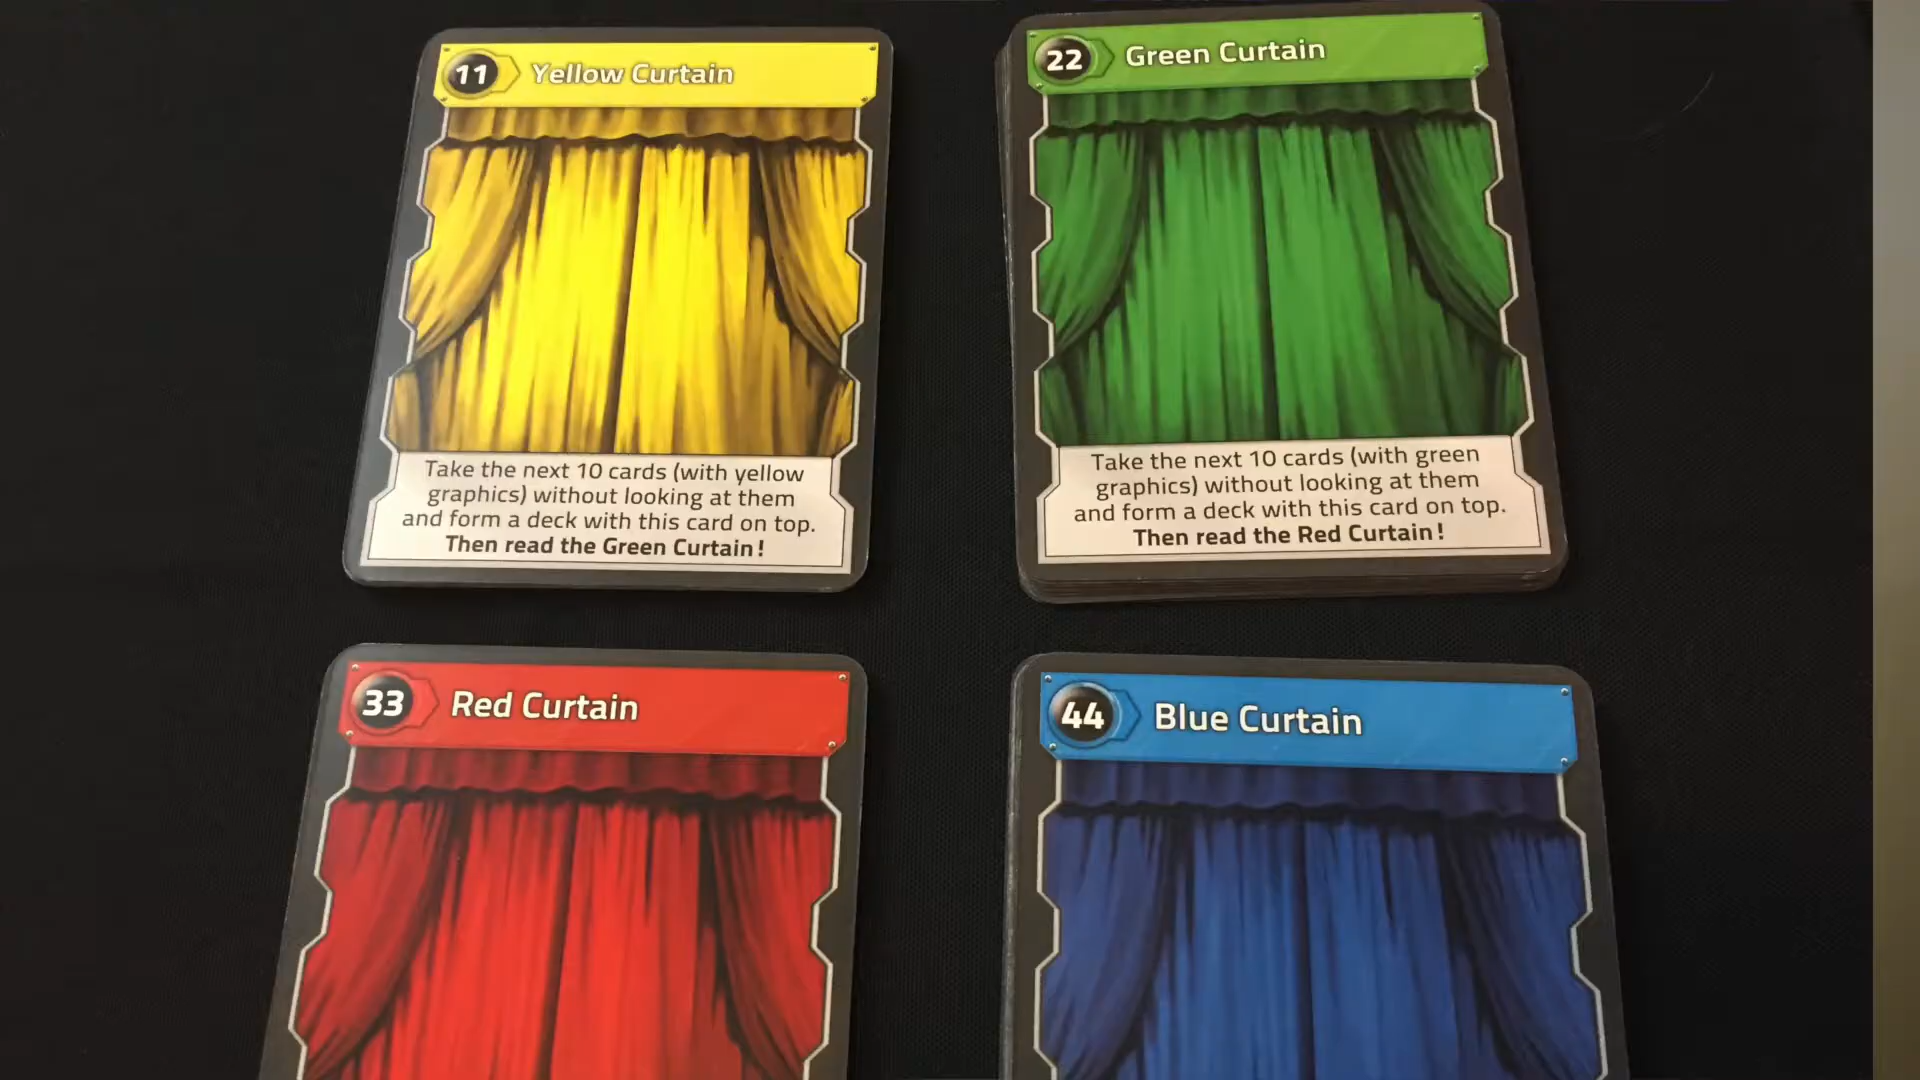 11
Yellow Curtain
Take the next 10 cards (with yellow
graphics) without looking at them
and form a deck with this card on top.
Then read the Green Curtain!
22
Green Curtain
Take the next 10 cards (with green
graphics) without looking at them
and form a deck with this card on top.
Then read the Red Curtain!
33
Red Curtain
44
Blue Curtain